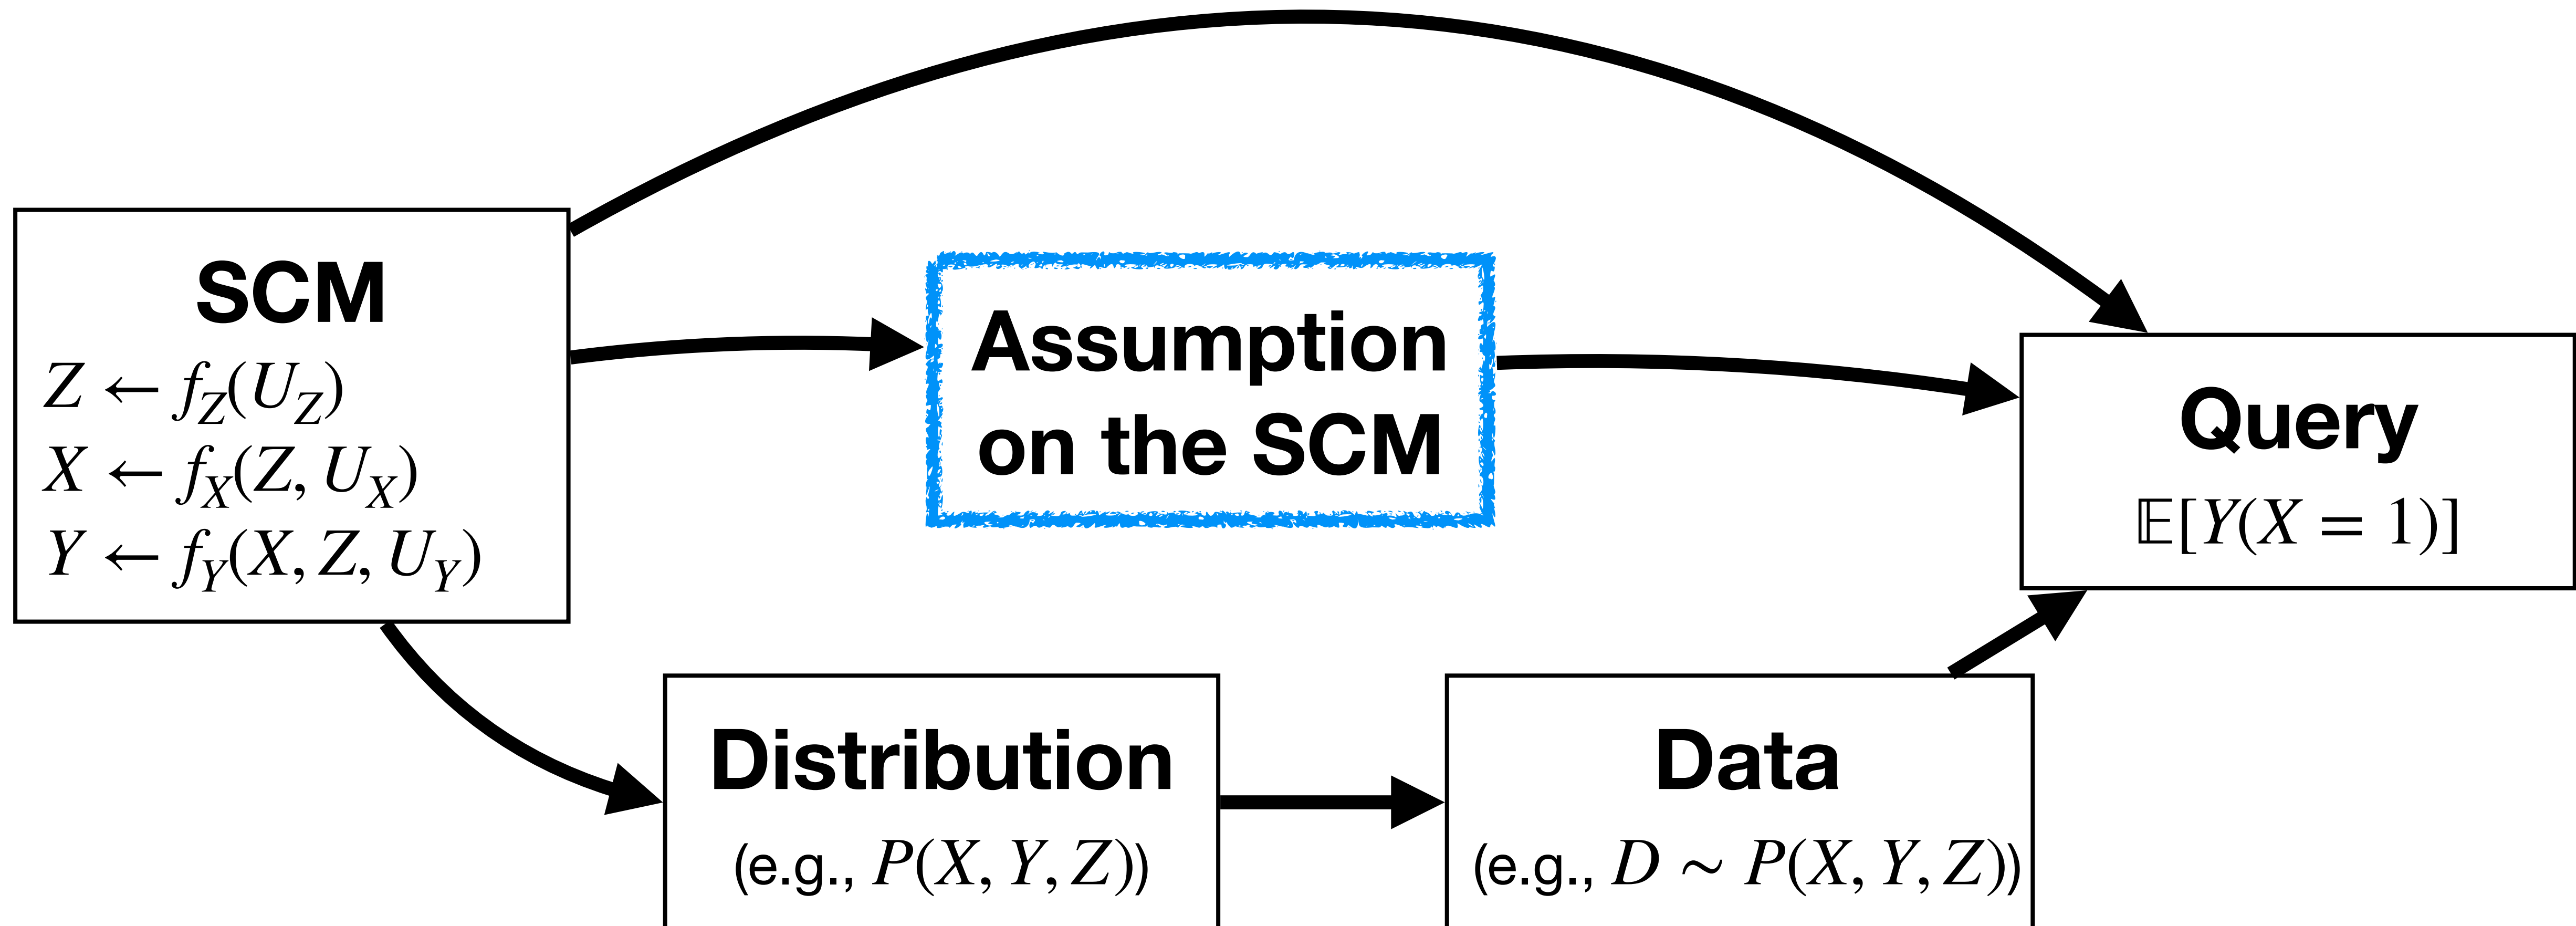 SCM
Z ← f_Z(U_Z)
X ← f_X(Z, U_X)
Y ← f_Y(X, Z, U_Y)
Assumption
on the SCM
Query
𝔼[Y(X = 1)]
Distribution
(e.g., P(X, Y, Z))
Data
(e.g., D ∼ P(X, Y, Z))